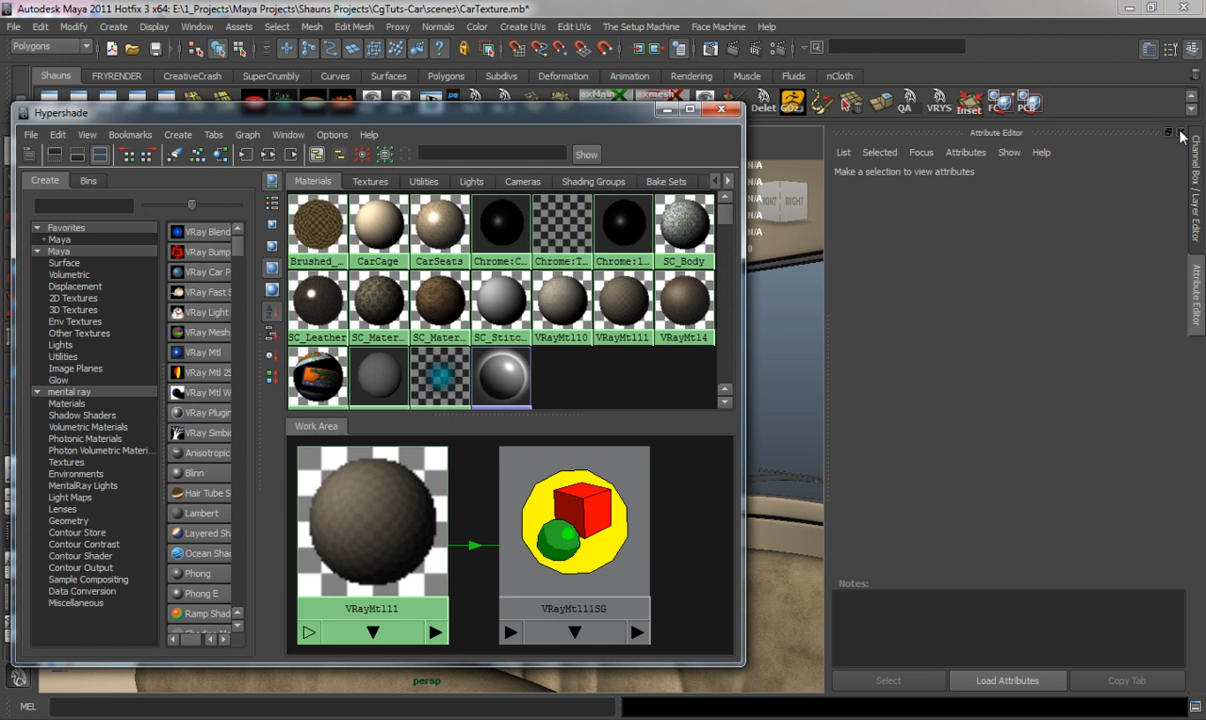 Autodesk Maya 2011 Hotfix 3 x64: E:\1_Projects\Maya Projects\Shauns Projects\CgTuts-Car\scenes\CarTexture.mb*
File Edit Modify Create Display Window Assets Select Mesh Edit Mesh Proxy Normals Color Create UVs Edit UVs The Setup Machine Face Machine Help
Polygons
Shauns FRYRENDER CreativeCrash SuperCrumbly Curves Surfaces Polygons Subdivs Deformation Animation Rendering Muscle Fluids nCloth
Delet GOz QA VRYS Inset FC PCB
Hypershade
File Edit View Bookmarks Create Tabs Graph Window Options Help
Show
Create Bins
Favorites
+ Maya
Maya
Surface
Volumetric
Displacement
2D Textures
3D Textures
Env Textures
Other Textures
Lights
Utilities
Image Planes
Glow
mental ray
Materials
Shadow Shaders
Volumetric Materials
Photonic Materials
Photon Volumetric Materi...
Textures
Environments
MentalRay Lights
Light Maps
Lenses
Geometry
Contour Store
Contour Contrast
Contour Shader
Contour Output
Sample Compositing
Data Conversion
Miscellaneous
VRay Blend
VRay Bump
VRay Car P
VRay Fast S
VRay Light
VRay Mesh
VRay Mtl
VRay Mtl 2S
VRay Mtl W
VRay Plugin
VRay Simbi
Anisotropic
Blinn
Hair Tube S
Lambert
Layered Sh
Ocean Sha
Phong
Phong E
Ramp Shad
Materials Textures Utilities Lights Cameras Shading Groups Bake Sets
Brushed_... CarCage CarSeats Chrome:C... Chrome:T... Chrome:l... SC_Body
SC_Leather SC_Mater... SC_Mater... SC_Stitc... VRayMtl10 VRayMtl11 VRayMtl4
Work Area
VRayMtl11 VRayMtl11SG
persp
N/A
N/A
N/A
N/A
RIGHT
Attribute Editor
List Selected Focus Attributes Show Help
Make a selection to view attributes
Notes:
Select Load Attributes Copy Tab
Channel Box / Layer Editor
Attribute Editor
MEL